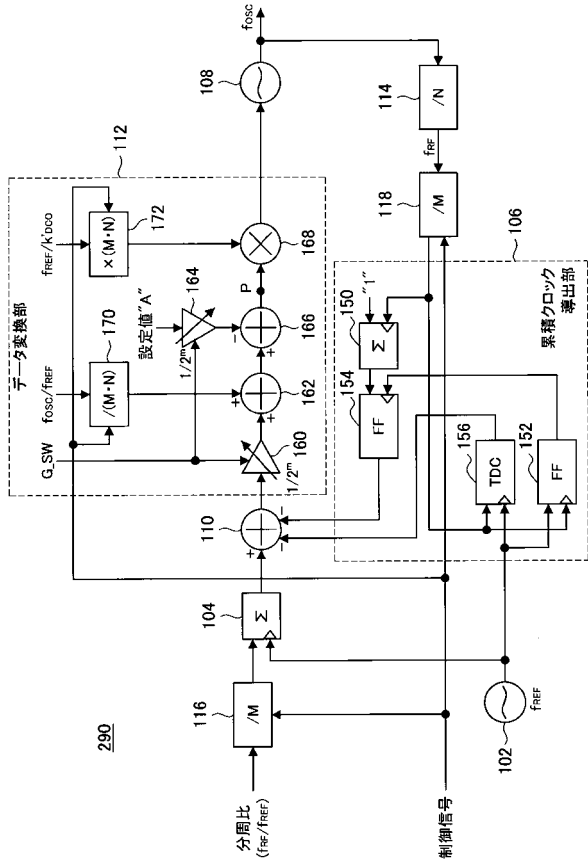 290
分周比
(fRF/fREF)
制御信号
116
/M
104
Σ
102
fREF
110
+
−
−
データ変換部
112
G_SW
fOSC/fREF
fREF/k'DCO
170
/(M・N)
172
×(M・N)
設定値"A"
164
1/2^m
160
1/2^m
162
+
+
166
−
+
P
168
108
fOSC
114
/N
fRF
118
/M
106
累積クロック
導出部
"1"
150
Σ
154
FF
156
TDC
152
FF